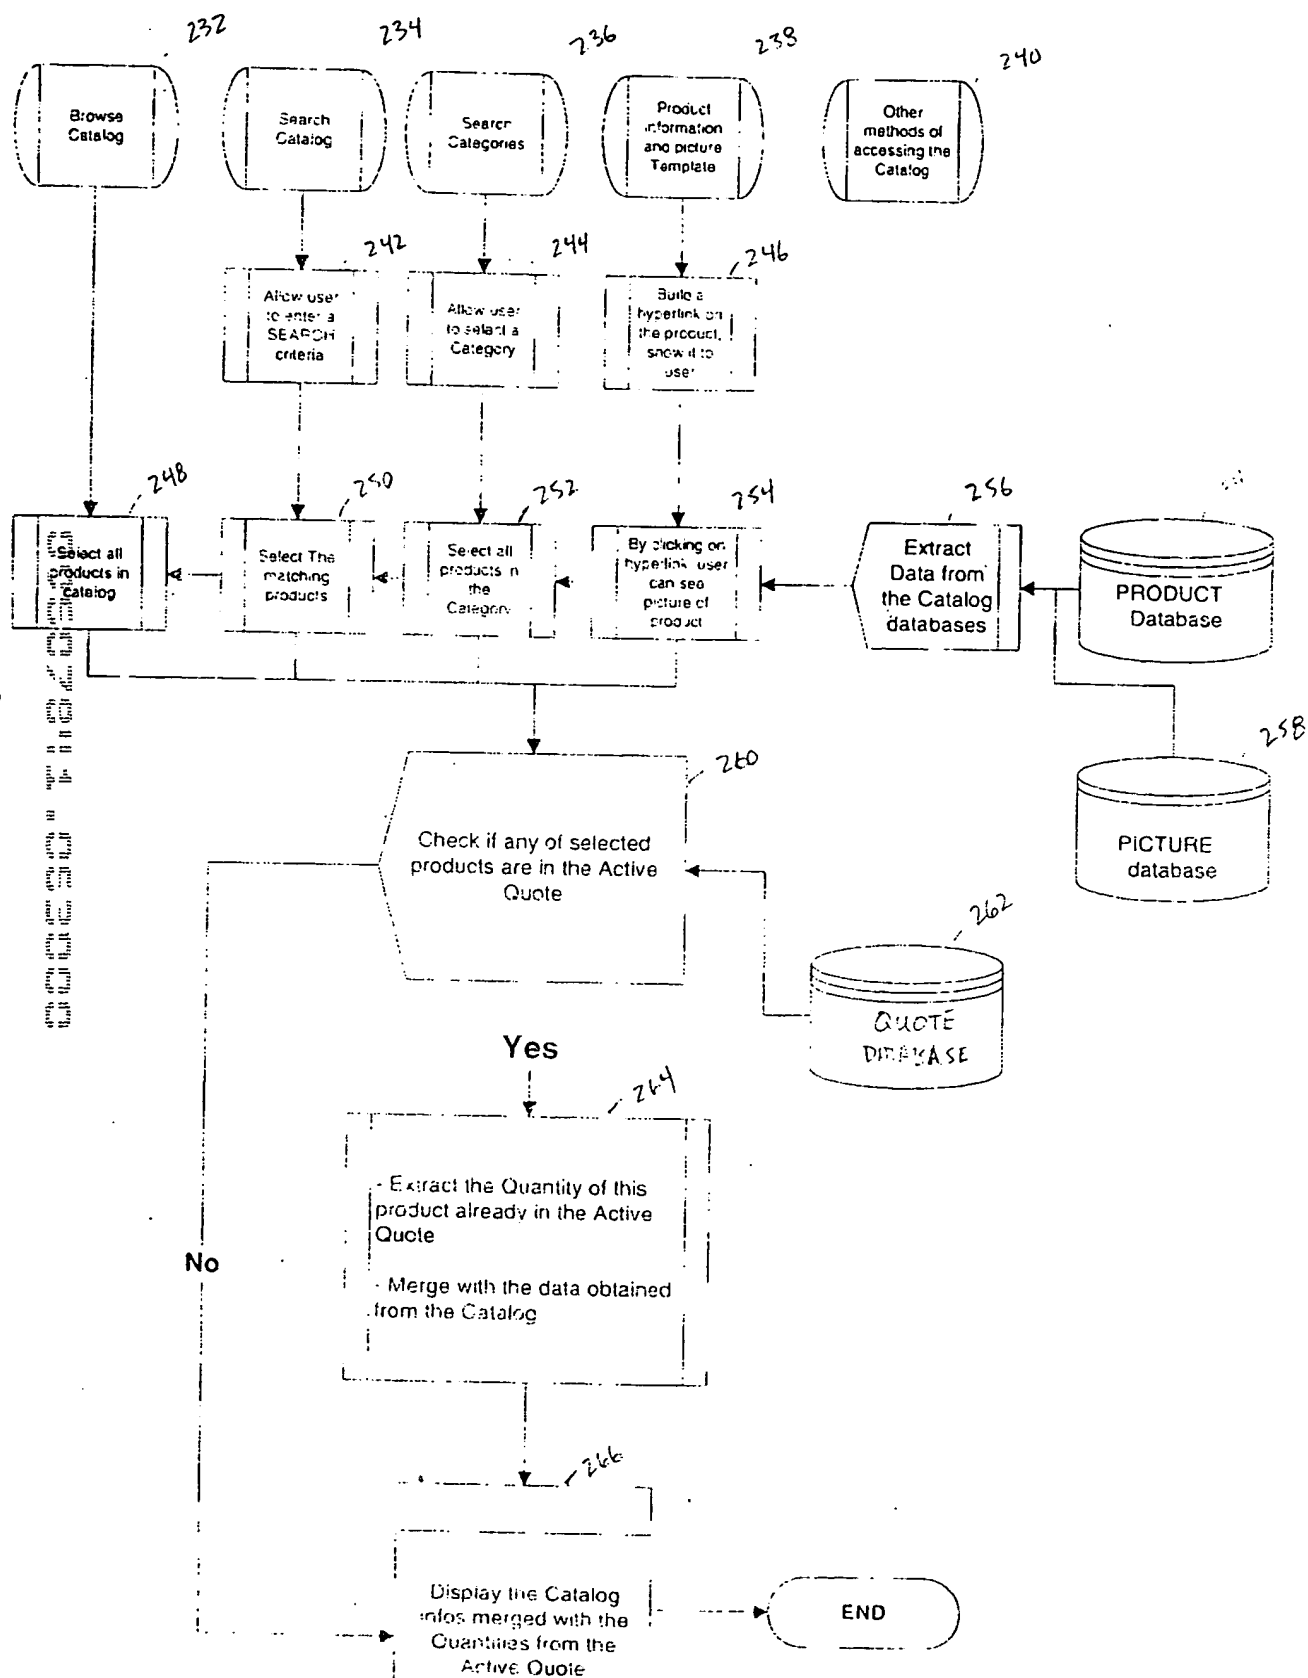 232
234
236
238
240
Browse
Catalog
Search
Catalog
Search
Categories
Product
information
and picture
Template
Other
methods of
accessing the
Catalog
242
244
246
Allow user
to enter a
SEARCH
criteria
Allow user
to select a
Category
Build a
hyperlink on
the product,
show it to
user
248
250
252
254
256
Select all
products in
catalog
Select The
matching
products
Select all
products in
the
Category
By clicking on
hyperlink user
can see
picture of
product
Extract
Data from
the Catalog
databases
PRODUCT
Database
258
PICTURE
database
260
Check if any of selected
products are in the Active
Quote
262
QUOTE
DATABASE
Yes
264
- Extract the Quantity of this
product already in the Active
Quote
- Merge with the data obtained
from the Catalog
No
266
Display the Catalog
infos merged with the
Quantities from the
Active Quote
END